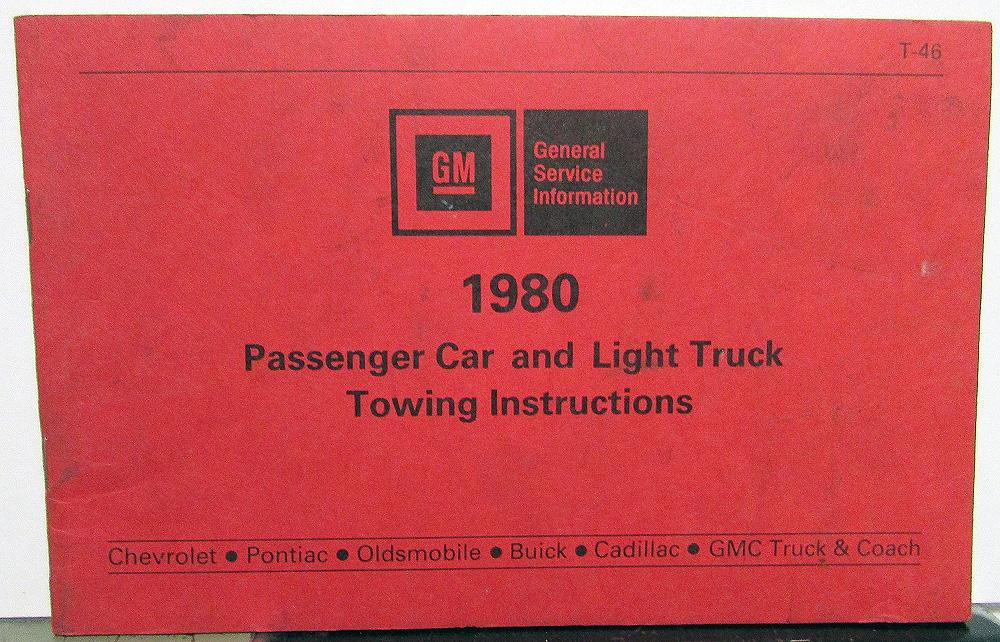 T-46
GM
General
Service
Information
1980
Passenger Car and Light Truck
Towing Instructions
Chevrolet ● Pontiac ● Oldsmobile ● Buick ● Cadillac ● GMC Truck & Coach